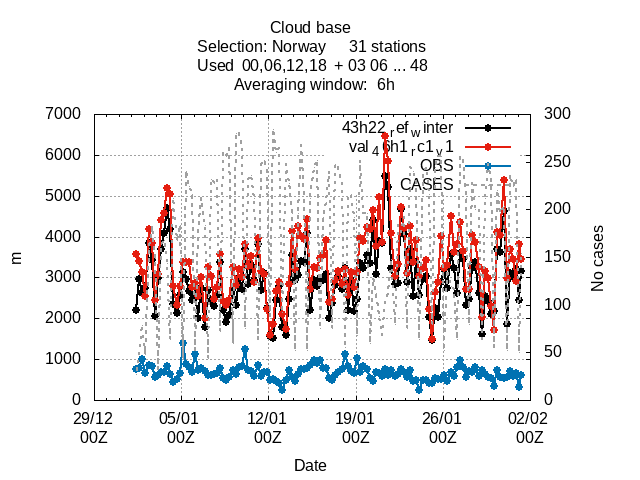 Cloud base
Selection: Norway 31 stations
Used 00,06,12,18 + 03 06 ... 48
Averaging window: 6h
7000
6000
5000
4000
3000
2000
1000
0
m
300
250
200
150
100
50
0
No cases
43h22_ref_winter
val_46h1_rc1_v1
OBS
CASES
29/12 05/01 12/01 19/01 26/01 02/02
00Z 00Z 00Z 00Z 00Z 00Z
Date